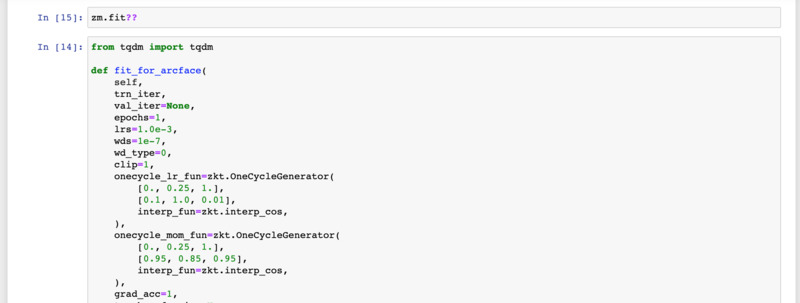 In [15]: zm.fit??
In [14]: from tqdm import tqdm
def fit_for_arcface(
self,
trn_iter,
val_iter=None,
epochs=1,
lrs=1.0e-3,
wds=1e-7,
wd_type=0,
clip=1,
onecycle_lr_fun=zkt.OneCycleGenerator(
[0., 0.25, 1.],
[0.1, 1.0, 0.01],
interp_fun=zkt.interp_cos,
),
onecycle_mom_fun=zkt.OneCycleGenerator(
[0., 0.25, 1.],
[0.95, 0.85, 0.95],
interp_fun=zkt.interp_cos,
),
grad_acc=1,